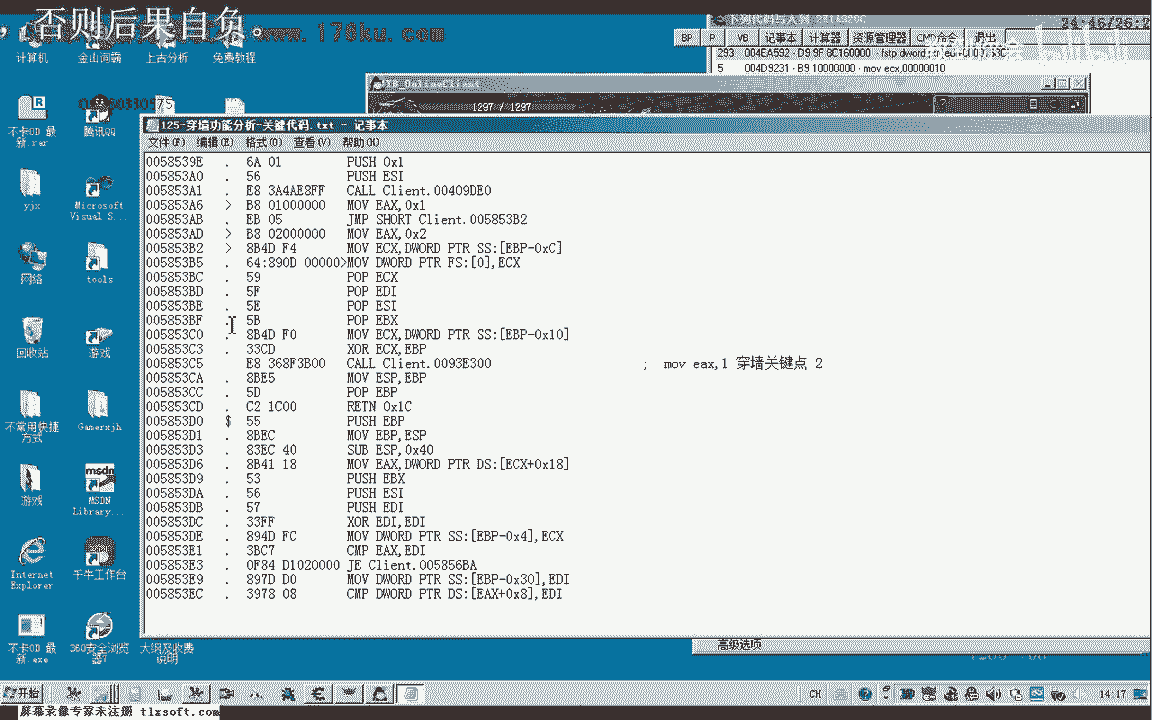 否则后果自负。 www.178ku.com
计算机
金山词霸
上古分析
免费教程
BP P VB 记事本 计算器 资源管理器 CMD命令 退出
5 004D9231 - B9 10000000 - mov ecx,00000010
1297 / 1297
125-穿墙功能分析-关键代码.txt - 记事本
文件(F) 编辑(E) 格式(O) 查看(V) 帮助(H)
0058539E . 6A 01 PUSH 0x1
005853A0 . 56 PUSH ESI
005853A1 . E8 3A4AE8FF CALL Client.00409DE0
005853A6 > B8 01000000 MOV EAX,0x1
005853AB . EB 05 JMP SHORT Client.005853B2
005853AD > B8 02000000 MOV EAX,0x2
005853B2 > 8B4D F4 MOV ECX,DWORD PTR SS:[EBP-0xC]
005853B5 . 64:890D 00000>MOV DWORD PTR FS:[0],ECX
005853BC . 59 POP ECX
005853BD . 5F POP EDI
005853BE . 5E POP ESI
005853BF . 5B POP EBX
005853C0 . 8B4D F0 MOV ECX,DWORD PTR SS:[EBP-0x10]
005853C3 . 33CD XOR ECX,EBP
005853C5 E8 368F3B00 CALL Client.0093E300 ; mov eax,1 穿墙关键点 2
005853CA . 8BE5 MOV ESP,EBP
005853CC . 5D POP EBP
005853CD . C2 1C00 RETN 0x1C
005853D0 $ 55 PUSH EBP
005853D1 . 8BEC MOV EBP,ESP
005853D3 . 83EC 40 SUB ESP,0x40
005853D6 . 8B41 18 MOV EAX,DWORD PTR DS:[ECX+0x18]
005853D9 . 53 PUSH EBX
005853DA . 56 PUSH ESI
005853DB . 57 PUSH EDI
005853DC . 33FF XOR EDI,EDI
005853DE . 894D FC MOV DWORD PTR SS:[EBP-0x4],ECX
005853E1 . 3BC7 CMP EAX,EDI
005853E3 . 0F84 D1020000 JE Client.005856BA
005853E9 . 897D D0 MOV DWORD PTR SS:[EBP-0x30],EDI
005853EC . 3978 08 CMP DWORD PTR DS:[EAX+0x8],EDI
不卡OD 最新.rar
腾讯QQ
yjx
Microsoft Visual S...
网络
tools
回收站
游戏
不常用快捷方式
Gamerxjh
游戏
MSDN Library...
Internet Explorer
千牛工作台
不卡OD 最新.exe
360安全浏览器7
大纲及收费说明
高级选项
开始
CH
14:17
屏幕录像专家未注册 tlxsoft.com